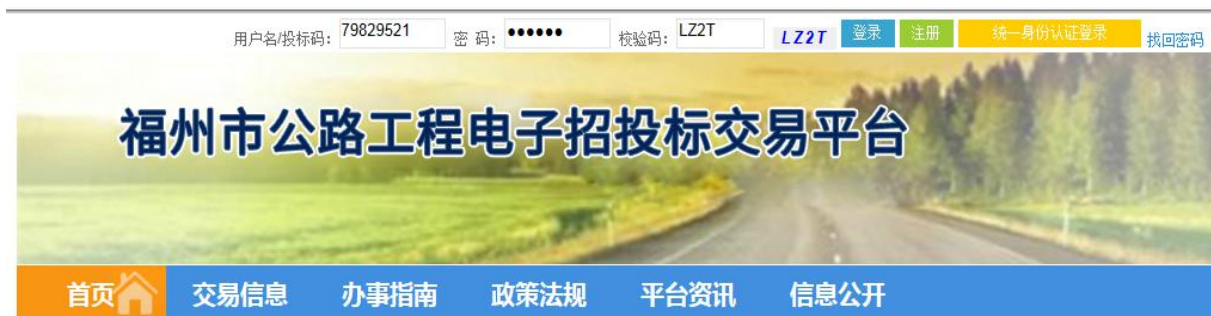 用户名/投标码: 79829521 密 码: ●●●●●● 校验码: LZ2T LZ2T 登录 注册 统一身份认证登录 找回密码
福州市公路工程电子招投标交易平台
首页 交易信息 办事指南 政策法规 平台资讯 信息公开